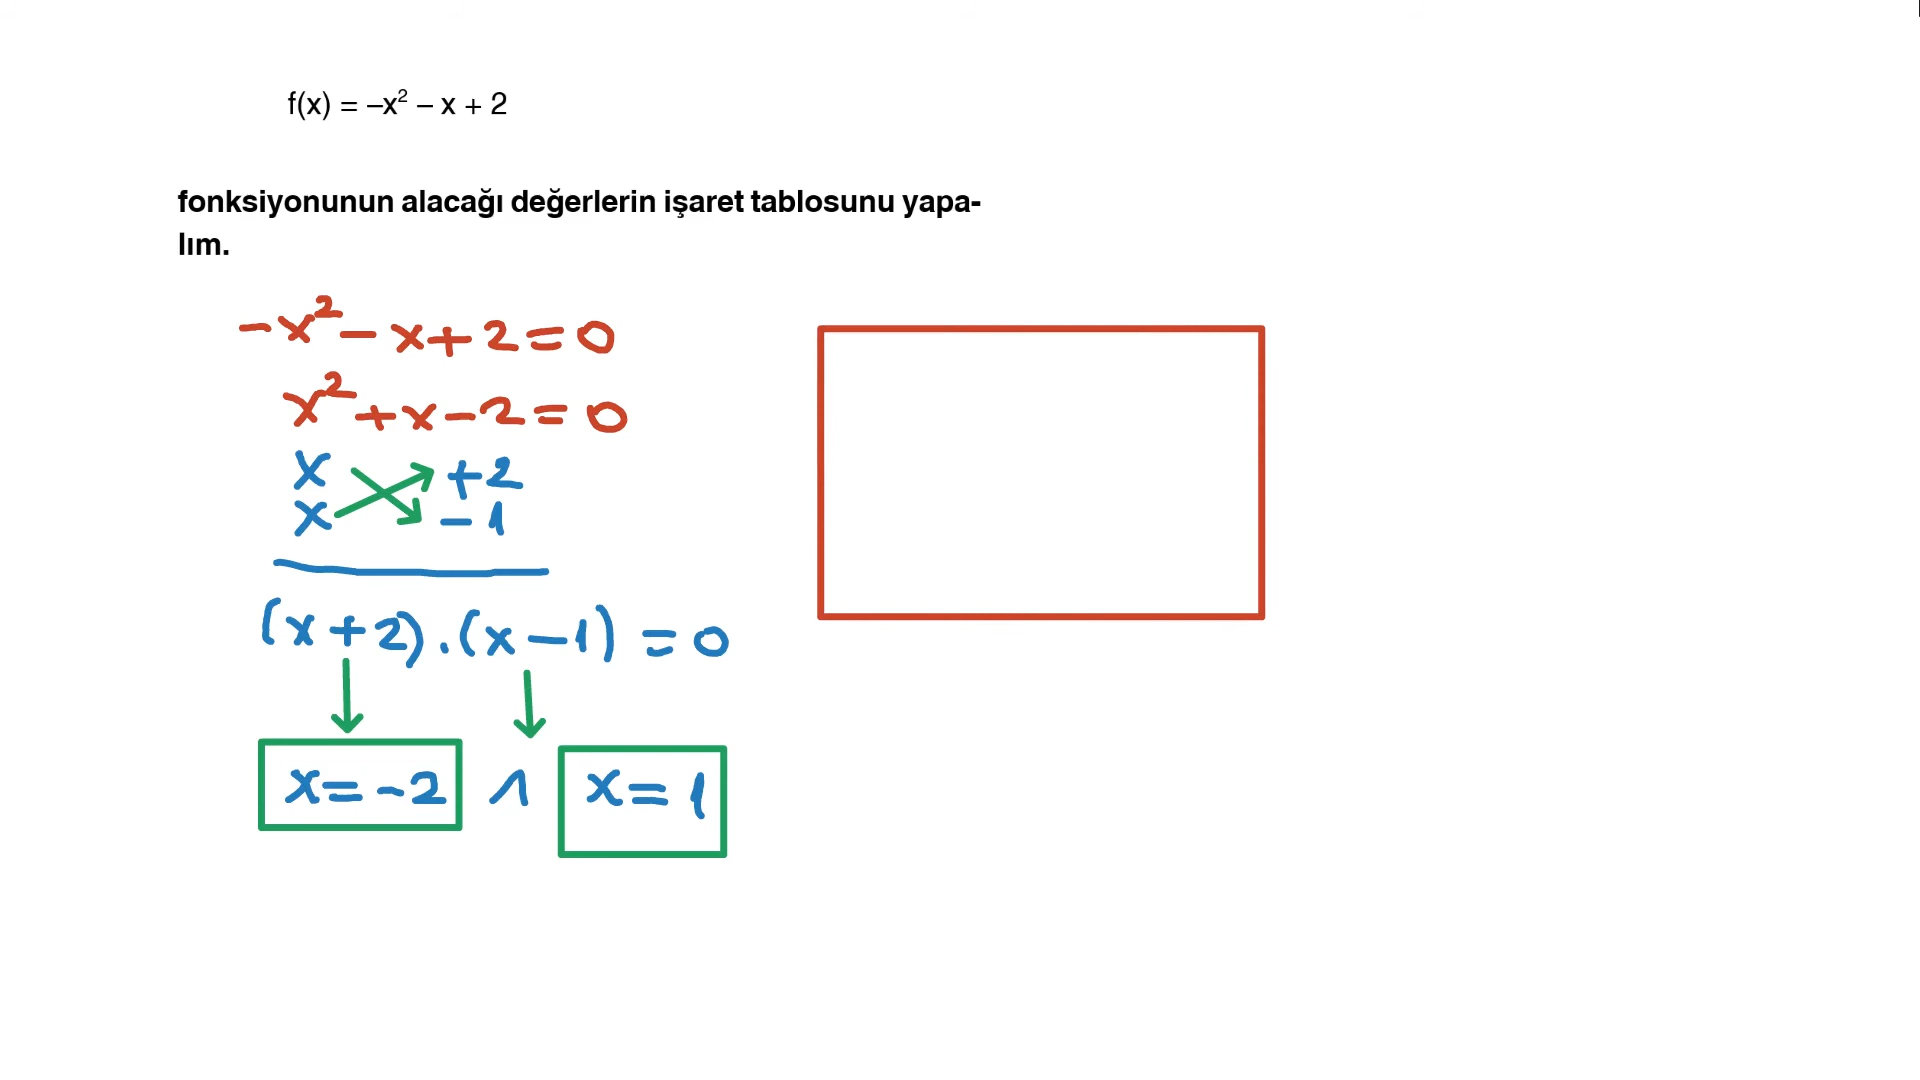 f(x) = –x² – x + 2
fonksiyonunun alacağı değerlerin işaret tablosunu yapa-
lım.
-x² - x + 2 = 0
x² + x - 2 = 0
x +2
x -1
(x + 2) . (x - 1) = 0
x = -2 ∧ x = 1